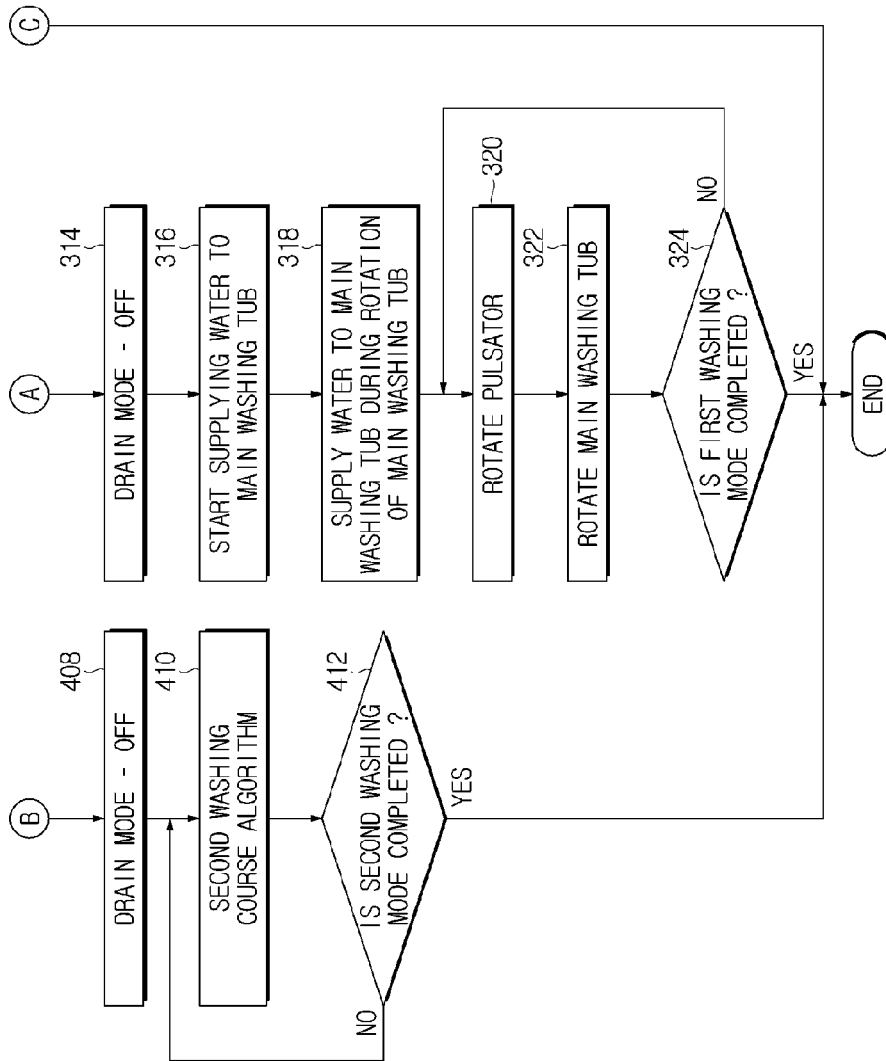 B
408
DRAIN MODE - OFF
410
SECOND WASHING
COURSE ALGORITHM
412
IS SECOND WASHING
MODE COMPLETED ?
NO
YES
A
314
DRAIN MODE - OFF
316
START SUPPLYING WATER TO
MAIN WASHING TUB
318
SUPPLY WATER TO MAIN
WASHING TUB DURING ROTATION
OF MAIN WASHING TUB
320
ROTATE PULSATOR
322
ROTATE MAIN WASHING TUB
324
IS FIRST WASHING
MODE COMPLETED ?
NO
YES
C
END